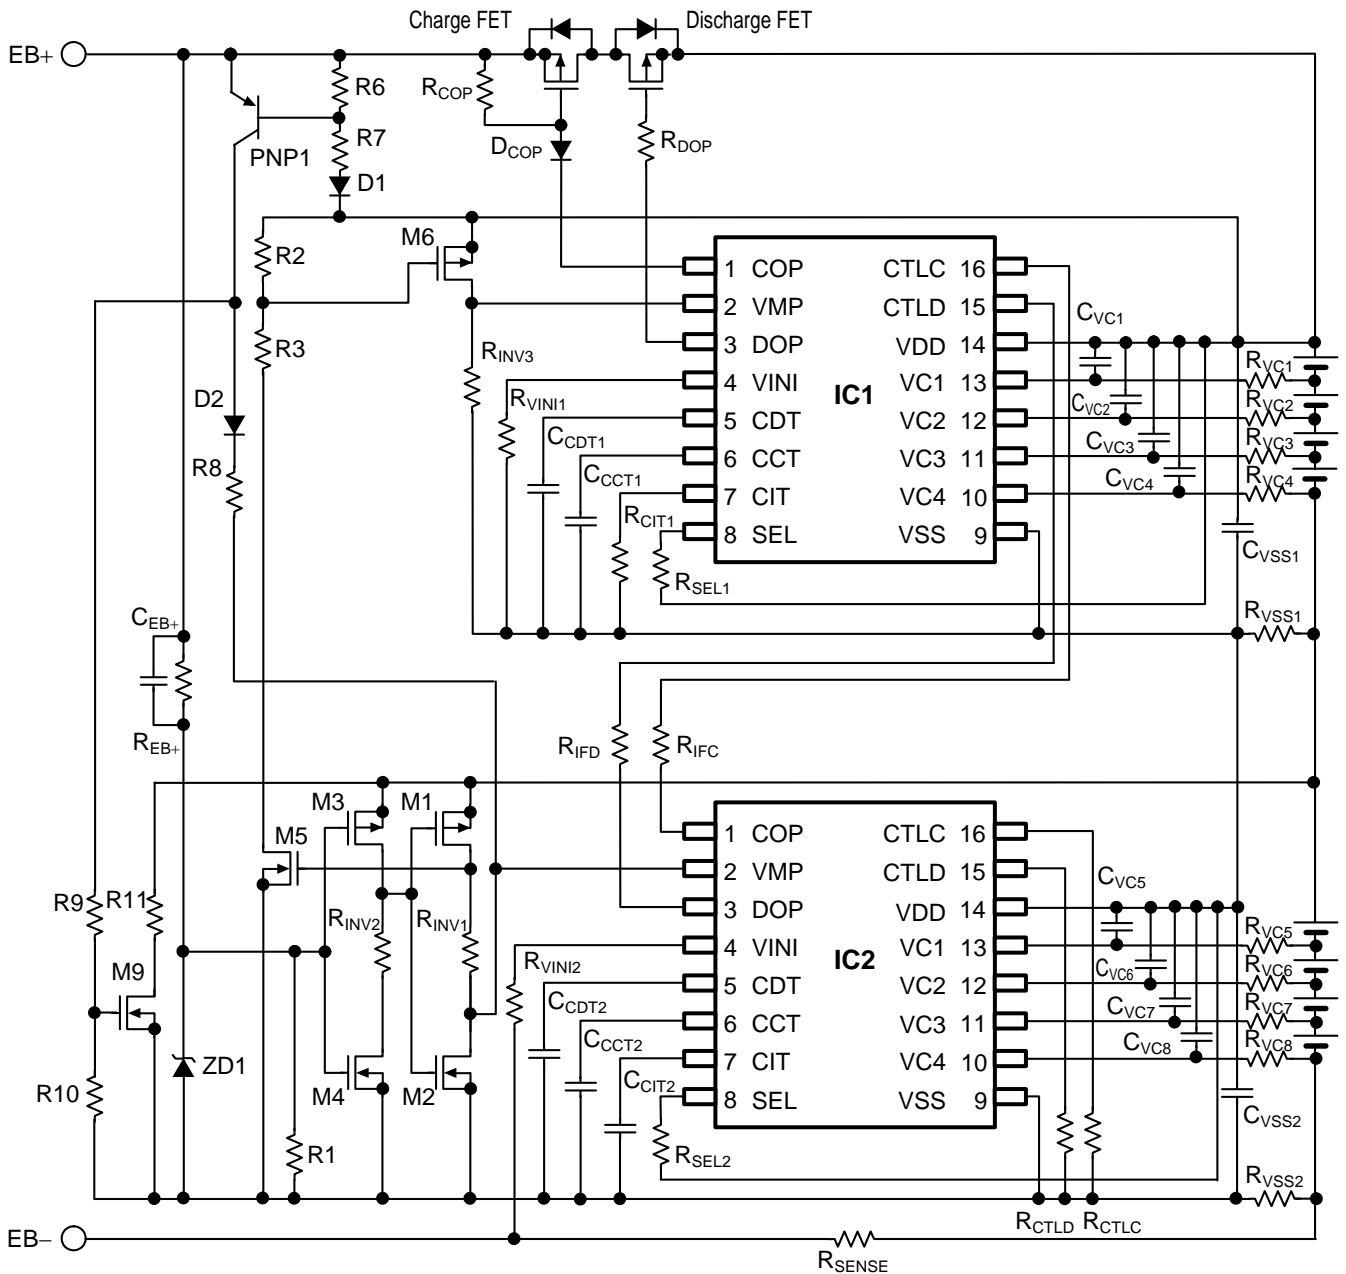 Charge FET
Discharge FET
EB+
R6
RCOP
R7
DCOP
RDOP
PNP1
D1
M6
R2
R3
RINV3
D2
R8
1 COP
2 VMP
3 DOP
4 VINI
5 CDT
6 CCT
7 CIT
8 SEL
IC1
CTLC 16
CTLD 15
VDD 14
VC1 13
VC2 12
VC3 11
VC4 10
VSS 9
RVINI1
CCDT1
CCCT1
RCIT1
RSEL1
CVC1
CVC2
CVC3
CVC4
RVC1
RVC2
RVC3
RVC4
CVSS1
RVSS1
CEB+
REB+
RIFD
RIFC
M3
M1
M5
R9
R11
RINV2
RINV1
M9
ZD1
R10
M4
M2
R1
1 COP
2 VMP
3 DOP
4 VINI
5 CDT
6 CCT
7 CIT
8 SEL
IC2
CTLC 16
CTLD 15
VDD 14
VC1 13
VC2 12
VC3 11
VC4 10
VSS 9
RVINI2
CCDT2
CCCT2
CCIT2
RSEL2
CVC5
CVC6
CVC7
CVC8
RVC5
RVC6
RVC7
RVC8
CVSS2
RVSS2
RCTLD
RCTLC
EB−
RSENSE